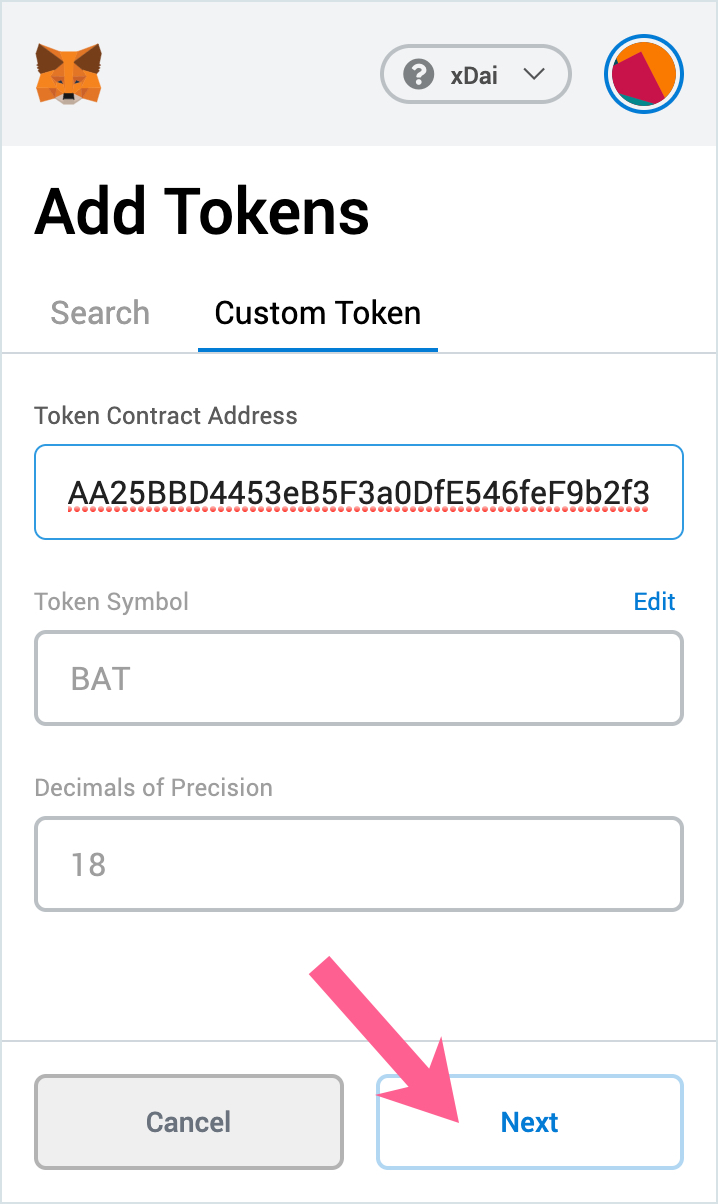 ? xDai
Add Tokens
Search Custom Token
Token Contract Address
AA25BBD4453eB5F3a0DfE546feF9b2f3
Token Symbol Edit
BAT
Decimals of Precision
18
Cancel Next